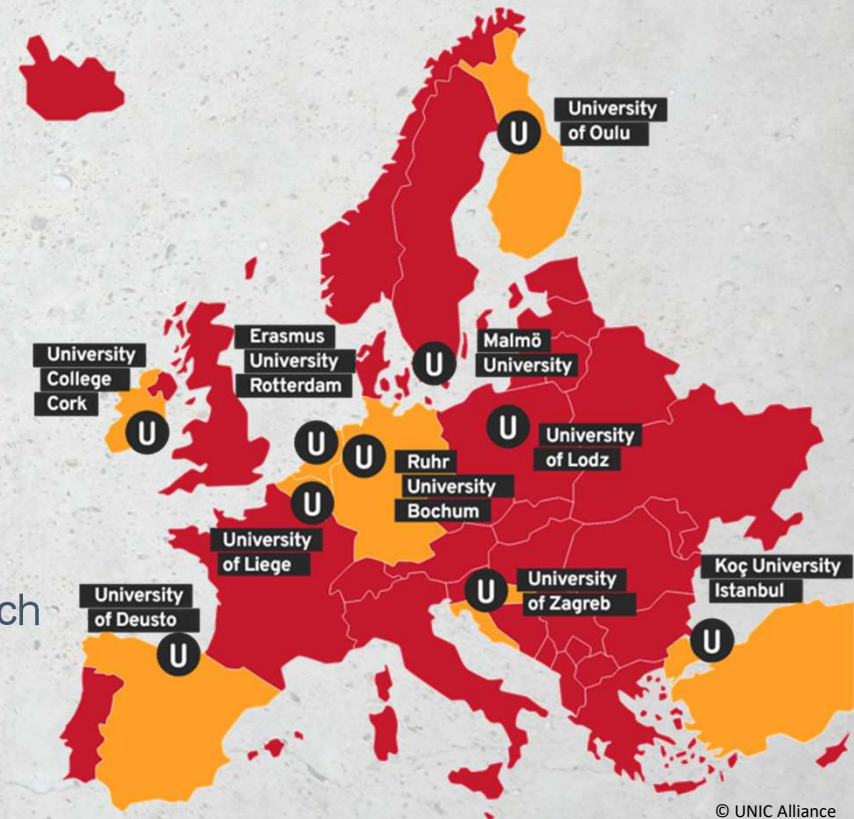 University
of Oulu
U
Erasmus
University
Rotterdam
Malmö
University
U
University
College
Cork
U
U
U
Ruhr
University
Bochum
U
University
of Lodz
U
University
of Liege
University
of Deusto
U
ch
U
University
of Zagreb
Koç University
Istanbul
U
© UNIC Alliance